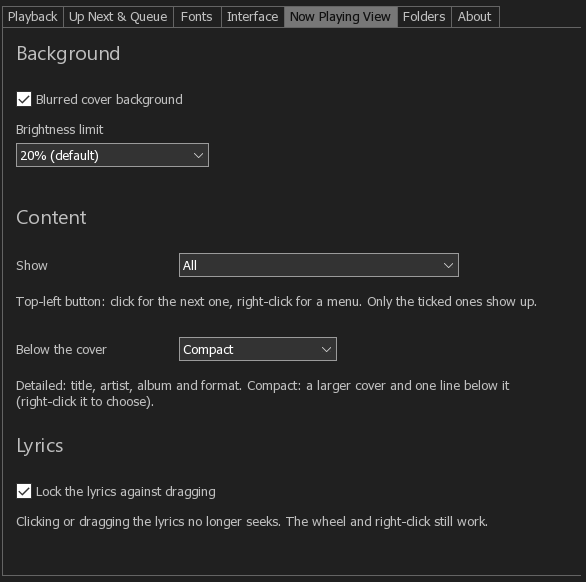 Playback Up Next & Queue Fonts Interface Now Playing View Folders About
Background
Blurred cover background
Brightness limit
20% (default)
Content
Show All
Top-left button: click for the next one, right-click for a menu. Only the ticked ones show up.
Below the cover Compact
Detailed: title, artist, album and format. Compact: a larger cover and one line below it
(right-click it to choose).
Lyrics
Lock the lyrics against dragging
Clicking or dragging the lyrics no longer seeks. The wheel and right-click still work.